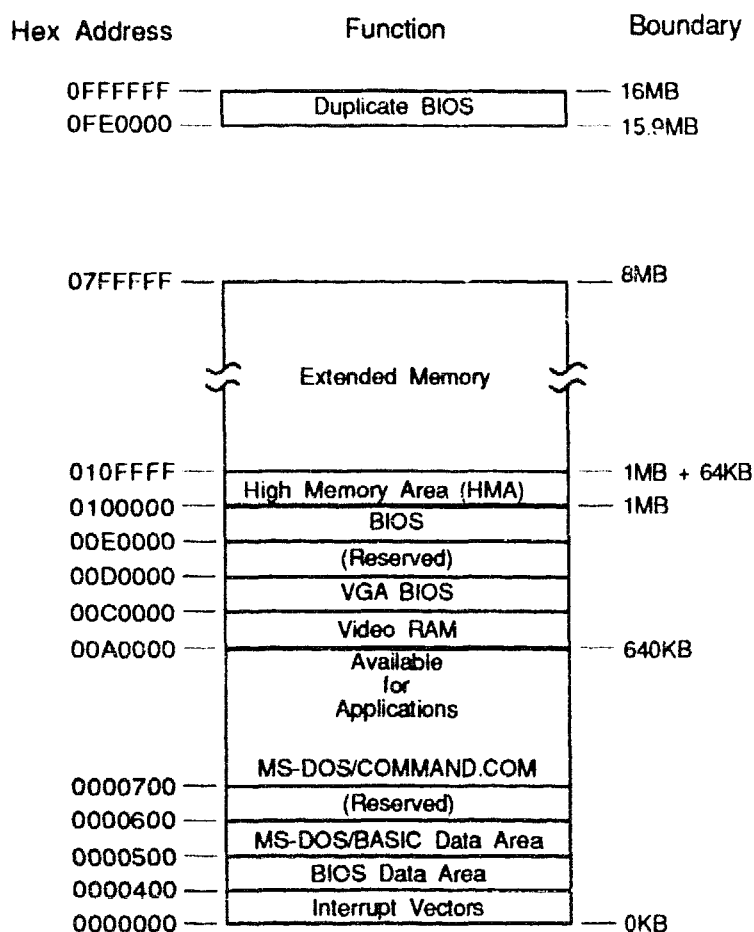 Hex Address Function Boundary
0FFFFFF 16MB
Duplicate BIOS
0FE0000 15.9MB
07FFFFF 8MB
Extended Memory
010FFFF 1MB + 64KB
High Memory Area (HMA)
0100000 1MB
BIOS
00E0000
(Reserved)
00D0000
VGA BIOS
00C0000
Video RAM
00A0000 640KB
Available
for
Applications
MS-DOS/COMMAND.COM
0000700
(Reserved)
0000600
MS-DOS/BASIC Data Area
0000500
BIOS Data Area
0000400
Interrupt Vectors
0000000 0KB